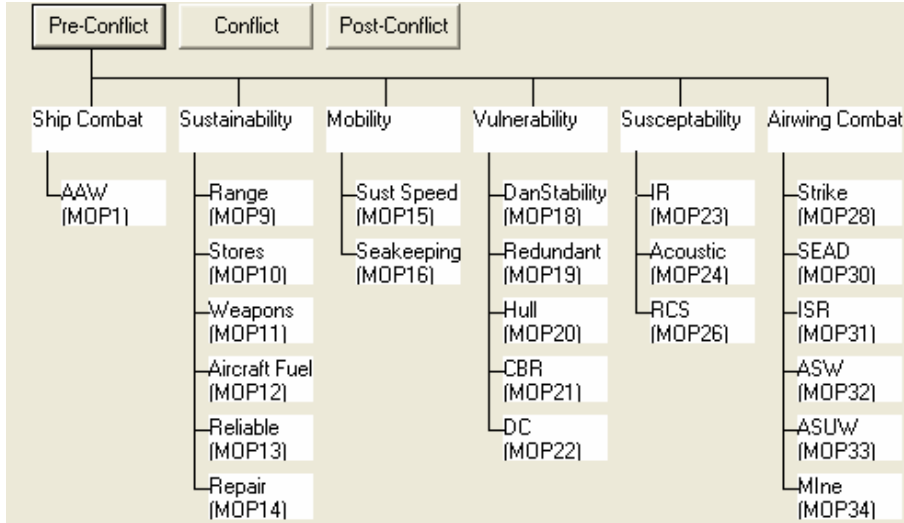 Pre-Conflict
Conflict
Post-Conflict
Ship Combat
AAW
(MOP1)
Sustainability
Range
(MOP9)
Stores
(MOP10)
Weapons
(MOP11)
Aircraft Fuel
(MOP12)
Reliable
(MOP13)
Repair
(MOP14)
Mobility
Sust Speed
(MOP15)
Seakeeping
(MOP16)
Vulnerability
DanStability
(MOP18)
Redundant
(MOP19)
Hull
(MOP20)
CBR
(MOP21)
DC
(MOP22)
Susceptability
IR
(MOP23)
Acoustic
(MOP24)
RCS
(MOP26)
Airwing Combat
Strike
(MOP28)
SEAD
(MOP30)
ISR
(MOP31)
ASW
(MOP32)
ASUW
(MOP33)
MIne
(MOP34)